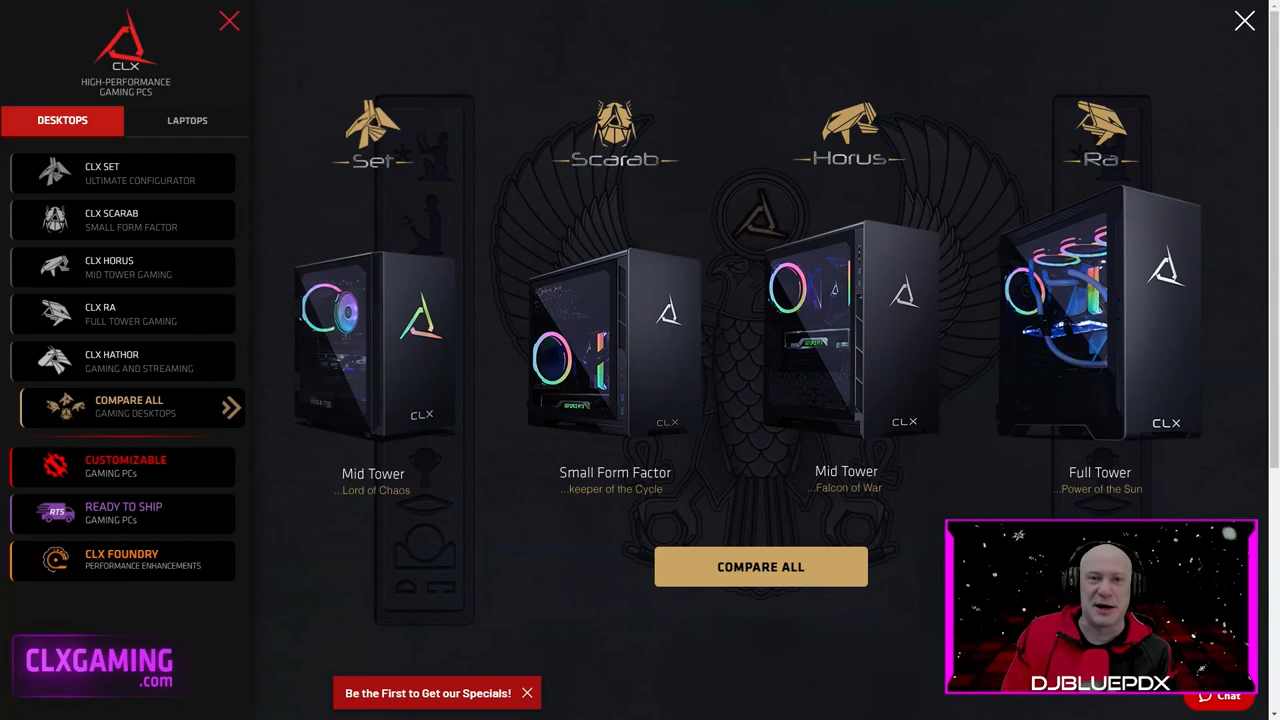 CLX
HIGH-PERFORMANCE
GAMING PCS
DESKTOPS
LAPTOPS
CLX SET
ULTIMATE CONFIGURATOR
CLX SCARAB
SMALL FORM FACTOR
CLX HORUS
MID TOWER GAMING
CLX RA
FULL TOWER GAMING
CLX HATHOR
GAMING AND STREAMING
COMPARE ALL
GAMING DESKTOPS
CUSTOMIZABLE
GAMING PCs
RTS
READY TO SHIP
GAMING PCs
CLX FOUNDRY
PERFORMANCE ENHANCEMENTS
CLXGAMING
.com
Set
Scarab
Horus
Ra
CLX
CLX
CLX
CLX
GEFORCE RTX
Mid Tower
...Lord of Chaos
Small Form Factor
...keeper of the Cycle
Mid Tower
...Falcon of War
Full Tower
...Power of the Sun
COMPARE ALL
Be the First to Get our Specials!
DJBLUEPDX
Chat